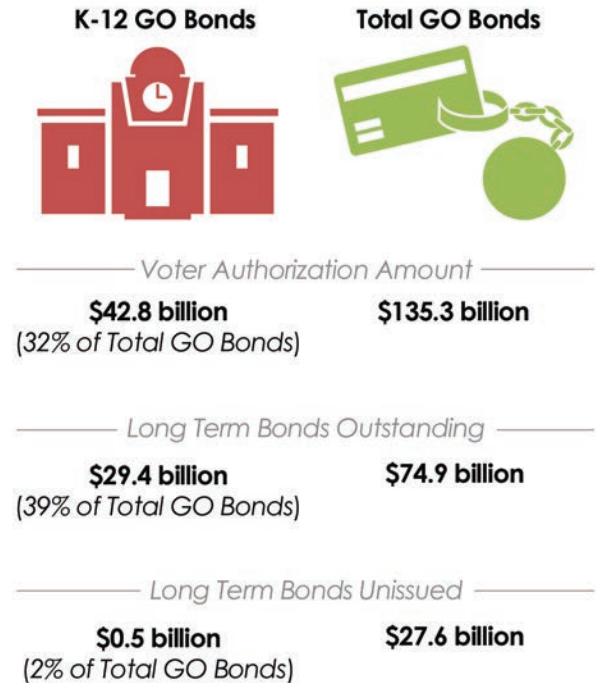 K-12 GO Bonds Total GO Bonds
Voter Authorization Amount
$42.8 billion $135.3 billion
(32% of Total GO Bonds)
Long Term Bonds Outstanding
$29.4 billion $74.9 billion
(39% of Total GO Bonds)
Long Term Bonds Unissued
$0.5 billion $27.6 billion
(2% of Total GO Bonds)